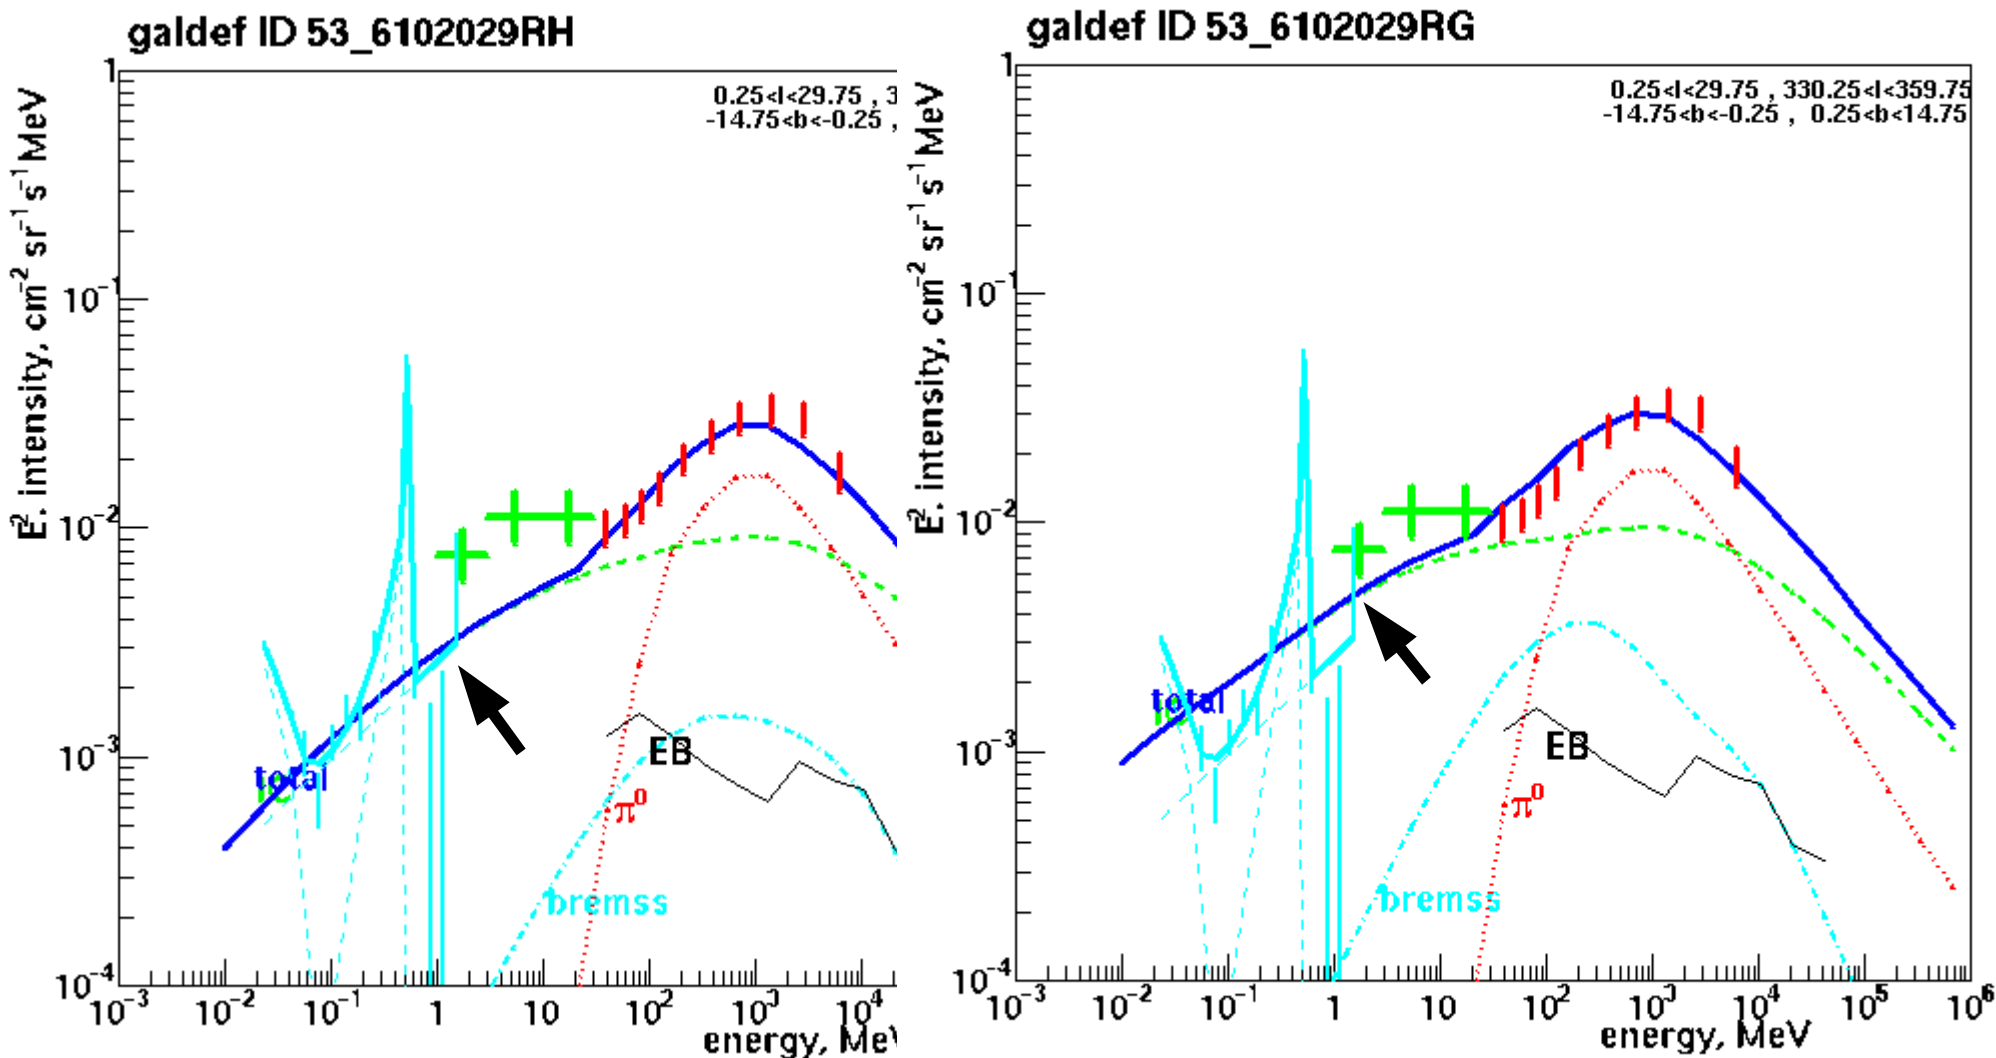 galdef ID 53_6102029RH
0.25<l<29.75 , 3
-14.75<b<-0.25 ,
E². intensity, cm⁻² sr⁻¹ s⁻¹ MeV
1
10⁻¹
10⁻²
10⁻³
10⁻⁴
total
EB
π⁰
bremss
10⁻³ 10⁻² 10⁻¹ 1 10 10² 10³ 10⁴
energy, MeV
galdef ID 53_6102029RG
0.25<l<29.75 , 330.25<l<359.75
-14.75<b<-0.25 , 0.25<b<14.75
E². intensity, cm⁻² sr⁻¹ s⁻¹ MeV
1
10⁻¹
10⁻²
10⁻³
10⁻⁴
total
EB
π⁰
bremss
10⁻³ 10⁻² 10⁻¹ 1 10 10² 10³ 10⁴ 10⁵ 10⁶
energy, MeV